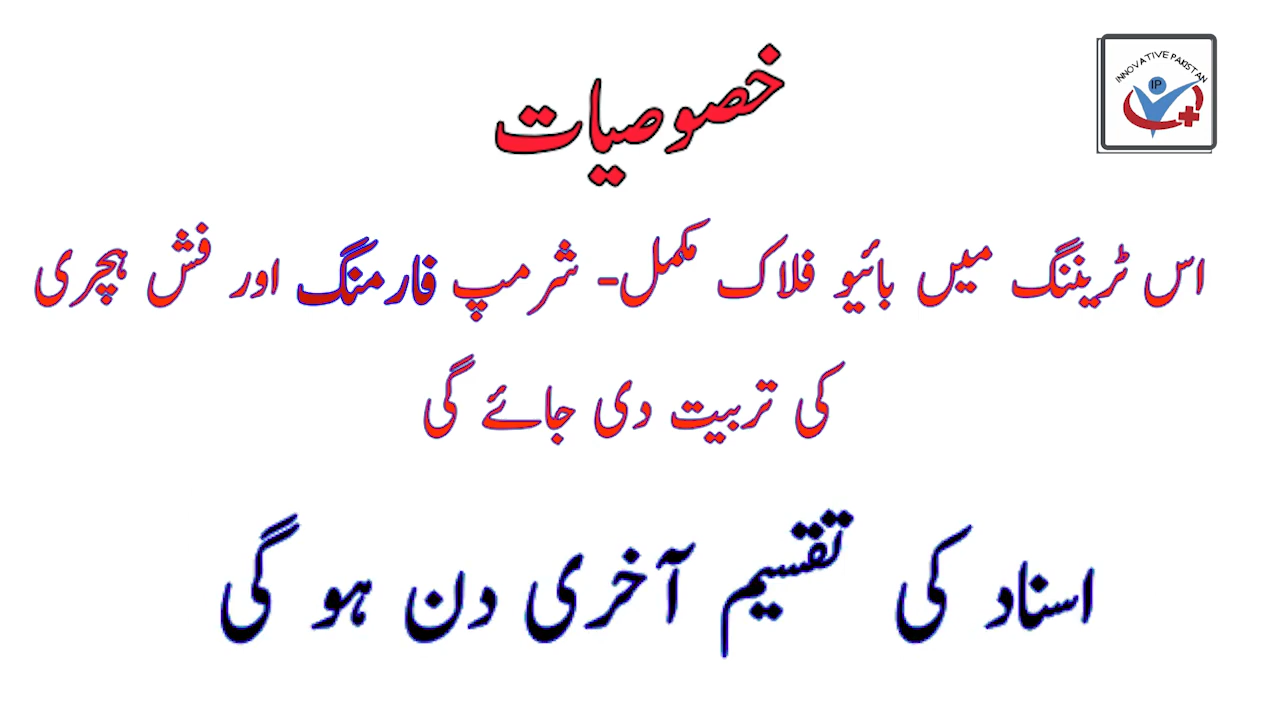 INNOVATIVE PAKISTAN
IP
خصوصیات
اس ٹریننگ میں بائیو فلاک مکمل- شرمپ فارمنگ اور فش ہچری
کی تربیت دی جائے گی
اسناد کی تقسیم آخری دن ہو گی